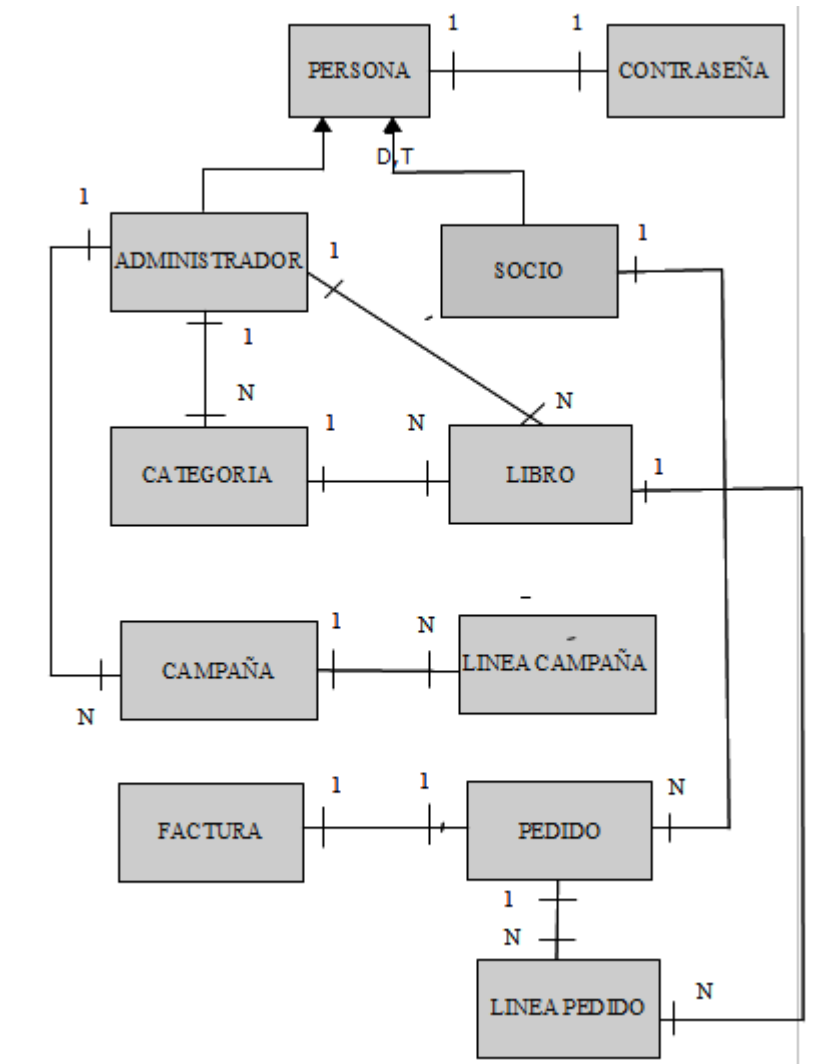 1 1
PERSONA CONTRASEÑA
D,T
1
ADMINISTRADOR 1 SOCIO 1
1
N N
1 N
CATEGORIA LIBRO 1
1 N
CAMPAÑA LINEA CAMPAÑA
N
1 1 N
FACTURA PEDIDO
1
N
LINEA PEDIDO N